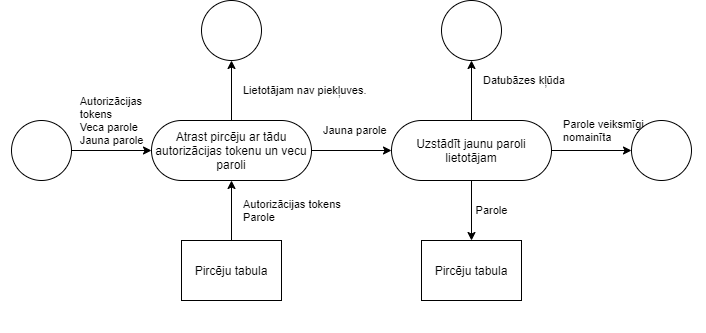 Lietotājam nav piekļuves.
Datubāzes kļūda
Autorizācijas
tokens
Veca parole
Jauna parole
Atrast pircēju ar tādu
autorizācijas tokenu un vecu
paroli
Jauna parole
Uzstādīt jaunu paroli
lietotājam
Parole veiksmīgi
nomainīta
Autorizācijas tokens
Parole
Parole
Pircēju tabula
Pircēju tabula